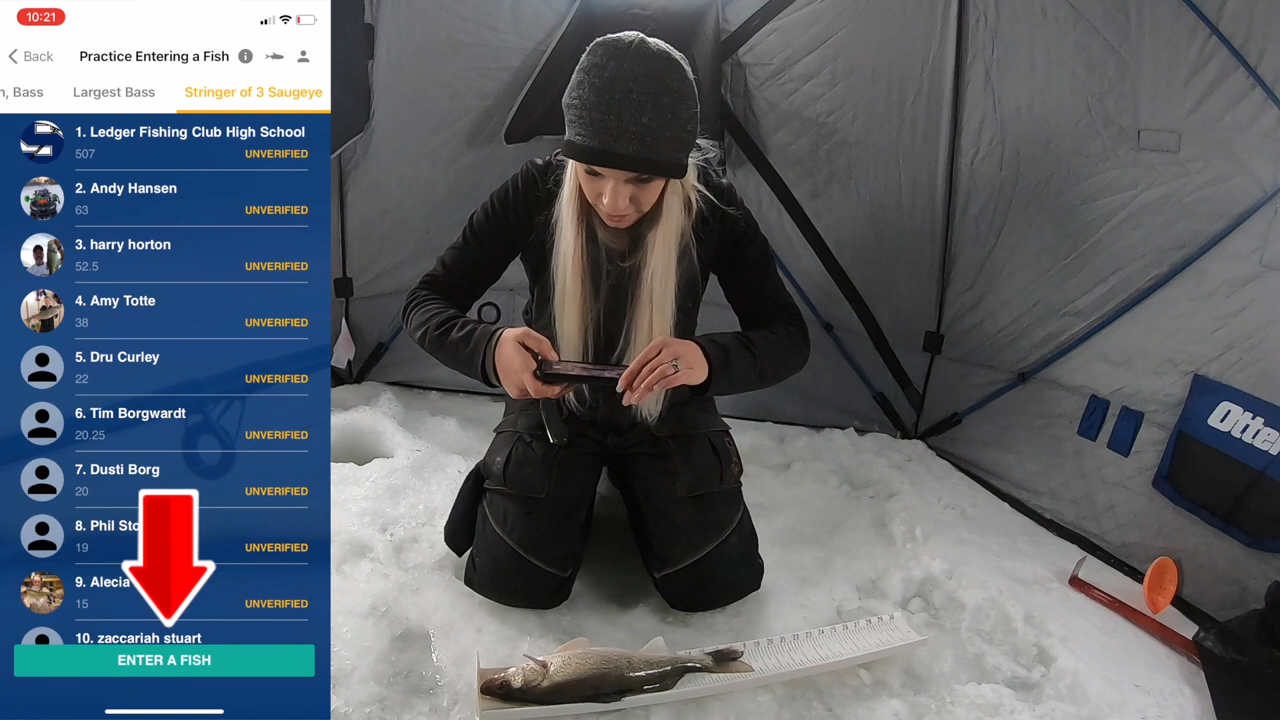 10:21
Back
Practice Entering a Fish
n, Bass
Largest Bass
Stringer of 3 Saugeye
1. Ledger Fishing Club High School
507
UNVERIFIED
2. Andy Hansen
63
UNVERIFIED
3. harry horton
52.5
UNVERIFIED
4. Amy Totte
38
UNVERIFIED
5. Dru Curley
22
UNVERIFIED
6. Tim Borgwardt
20.25
UNVERIFIED
7. Dusti Borg
20
UNVERIFIED
8. Phil Sto
19
UNVERIFIED
9. Alecia
15
UNVERIFIED
10. zaccariah stuart
ENTER A FISH
Otte